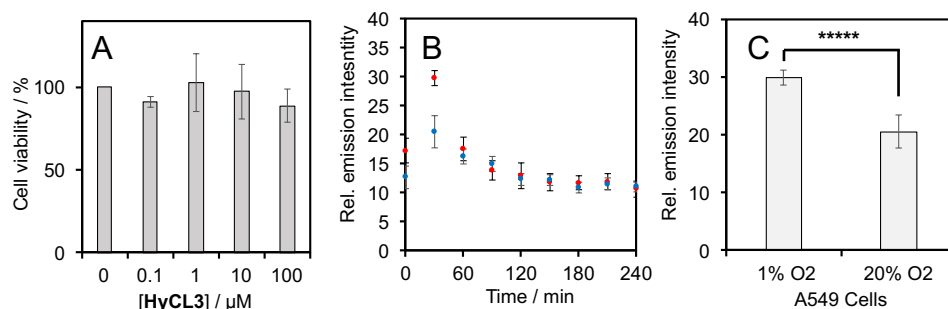 A
Cell viability / %
100
50
0
0 0.1 1 10 100
[HyCL3] / µM
B
Rel. emission intesntity
40
35
30
25
20
15
10
5
0
0 60 120 180 240
Time / min
C
*****
Rel. emission intensity
40
30
20
10
0
1% O2 20% O2
A549 Cells